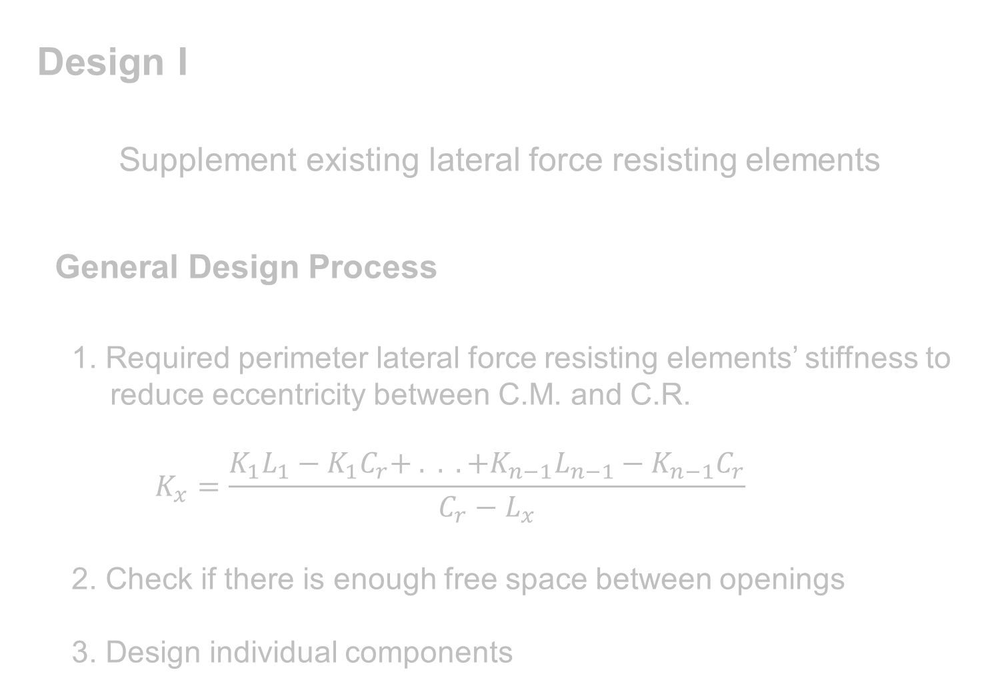 Design I
Supplement existing lateral force resisting elements
General Design Process
1. Required perimeter lateral force resisting elements’ stiffness to
reduce eccentricity between C.M. and C.R.
$K_x = \frac{K_1L_1 - K_1C_r + . . . + K_{n-1}L_{n-1} - K_{n-1}C_r}{C_r - L_x}$
2. Check if there is enough free space between openings
3. Design individual components